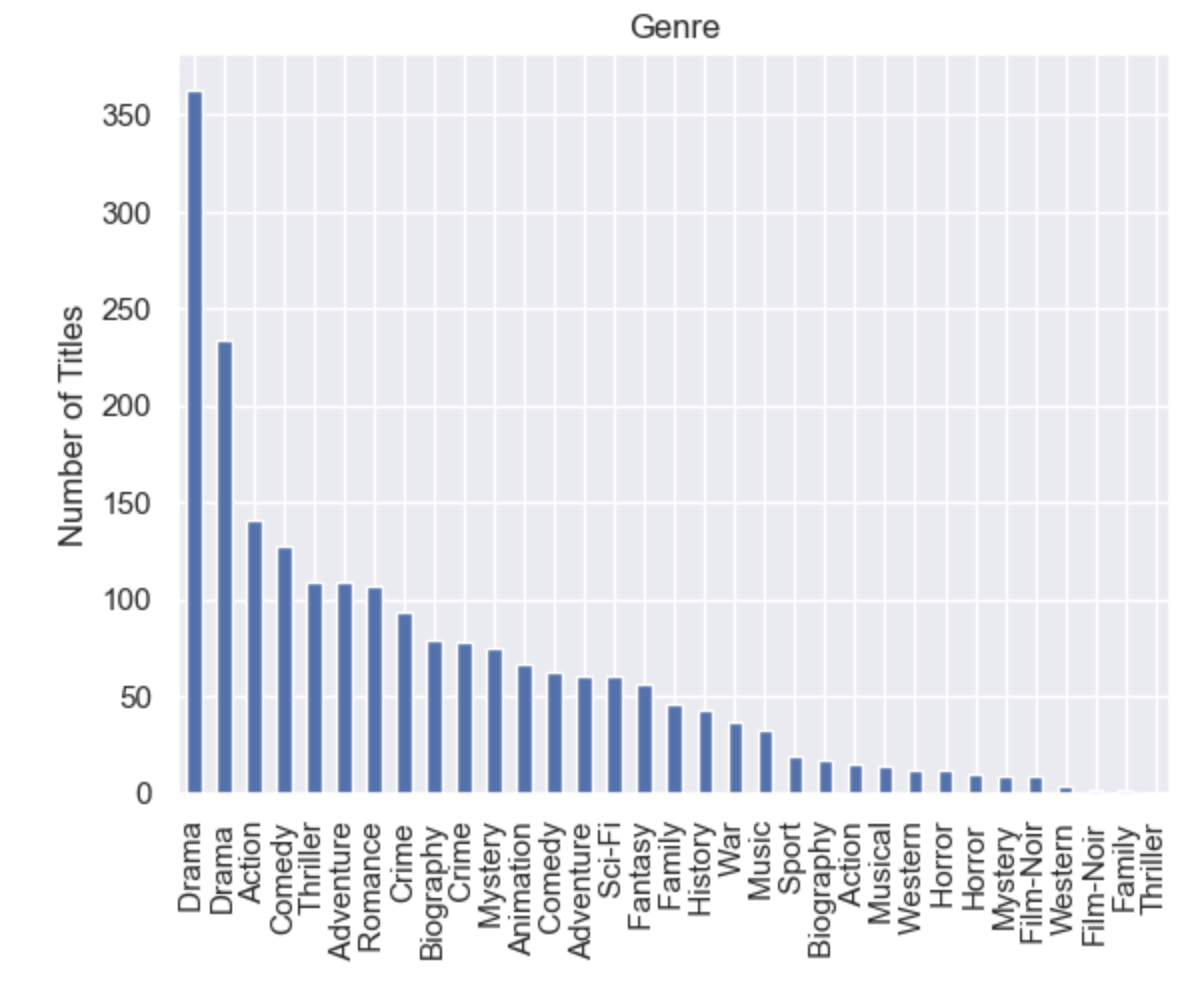 Genre
Number of Titles
350
300
250
200
150
100
50
0
Drama
Drama
Action
Comedy
Thriller
Adventure
Romance
Crime
Biography
Crime
Mystery
Animation
Comedy
Adventure
Sci-Fi
Fantasy
Family
History
War
Music
Sport
Biography
Action
Musical
Western
Horror
Horror
Mystery
Film-Noir
Western
Film-Noir
Family
Thriller